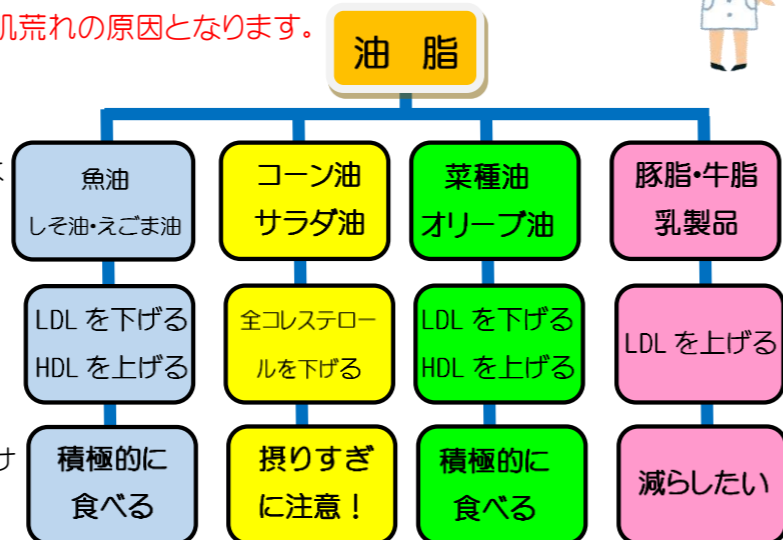 肌荒れの原因となります。
油 脂
魚油
しそ油・えごま油
コーン油
サラダ油
菜種油
オリーブ油
豚脂・牛脂
乳製品
LDL を下げる
HDL を上げる
全コレステロー
ルを下げる
LDL を下げる
HDL を上げる
LDL を上げる
積極的に
食べる
摂りすぎ
に注意！
積極的に
食べる
減らしたい
け